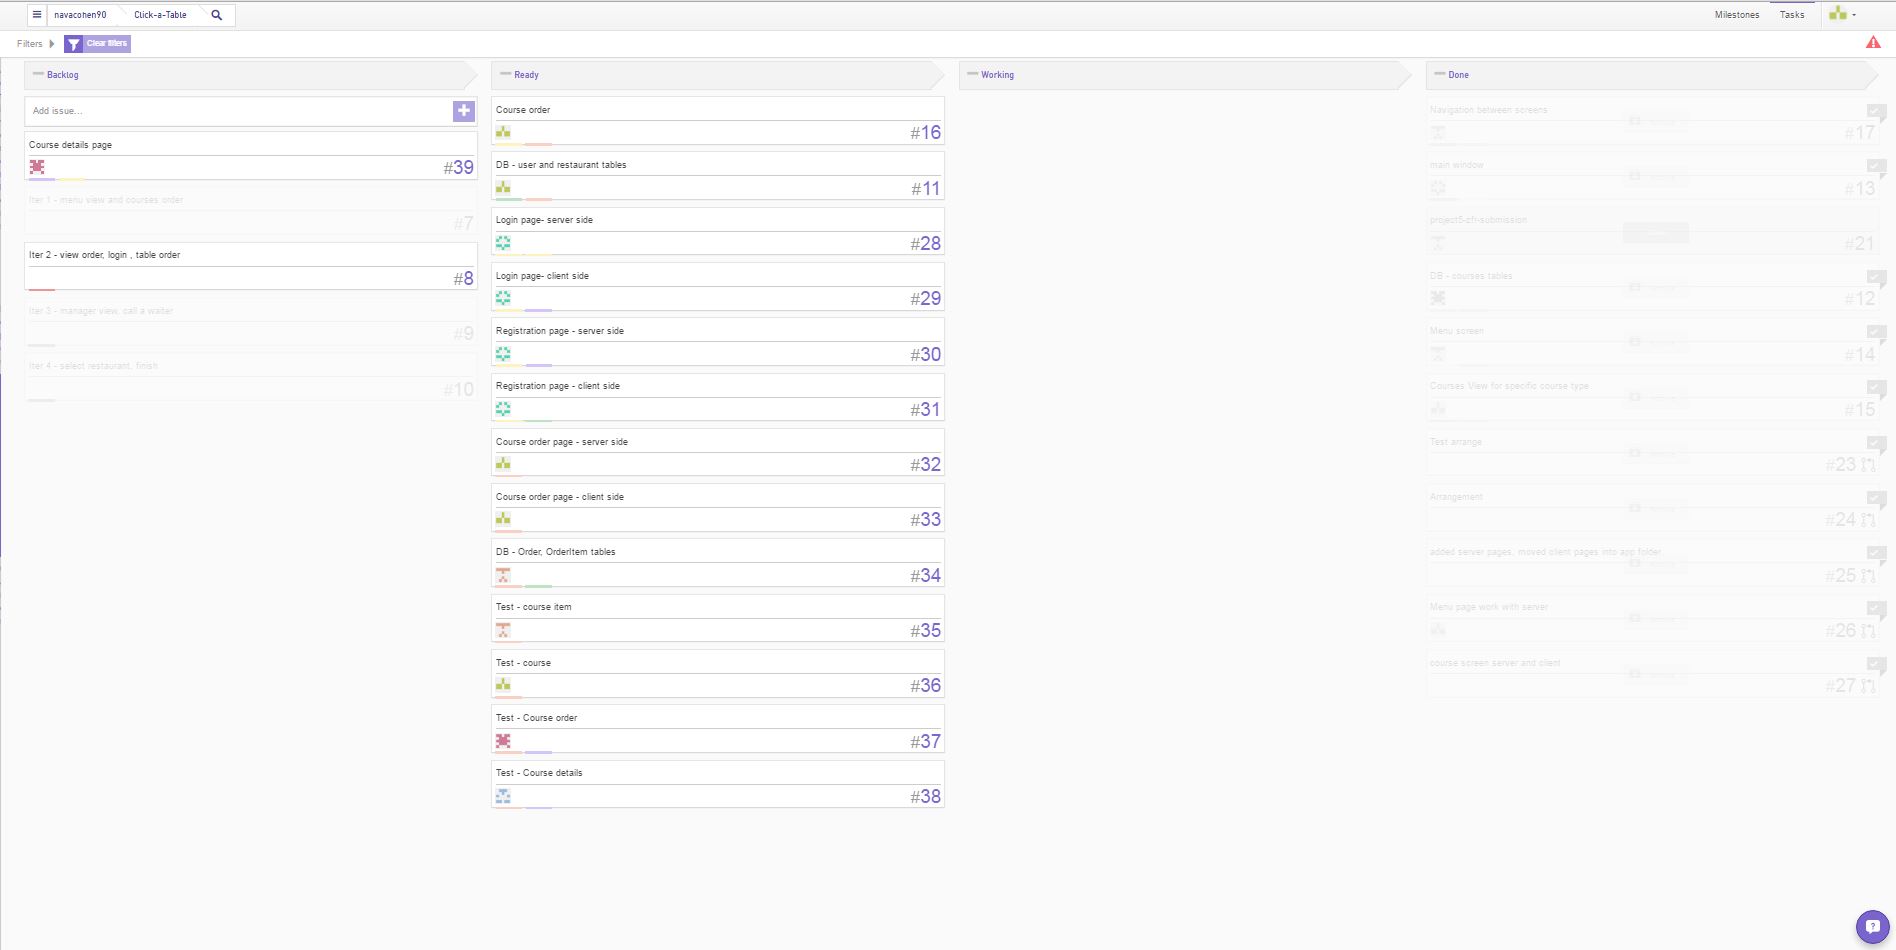 navacohen90 Click-a-Table
Milestones Tasks
Filters Clear filters
Backlog
Add issue...
Course details page
#39
Iter 1 - menu view and courses order
#7
Iter 2 - view order, login , table order
#8
Iter 3 - manager view, call a waiter
#9
Iter 4 - select restaurant, finish
#10
Ready
Course order
#16
DB - user and restaurant tables
#11
Login page- server side
#28
Login page- client side
#29
Registration page - server side
#30
Registration page - client side
#31
Course order page - server side
#32
Course order page - client side
#33
DB - Order, OrderItem tables
#34
Test - course item
#35
Test - course
#36
Test - Course order
#37
Test - Course details
#38
Working
Done
Navigation between screens
#17
main window
#13
project5-zfr-submission
#21
DB - courses tables
#12
Menu screen
#14
Courses View for specific course type
#15
Test arrange
#23
Arrangement
#24
added server pages, moved client pages into app folder.
#25
Menu page work with server
#26
course screen server and client
#27